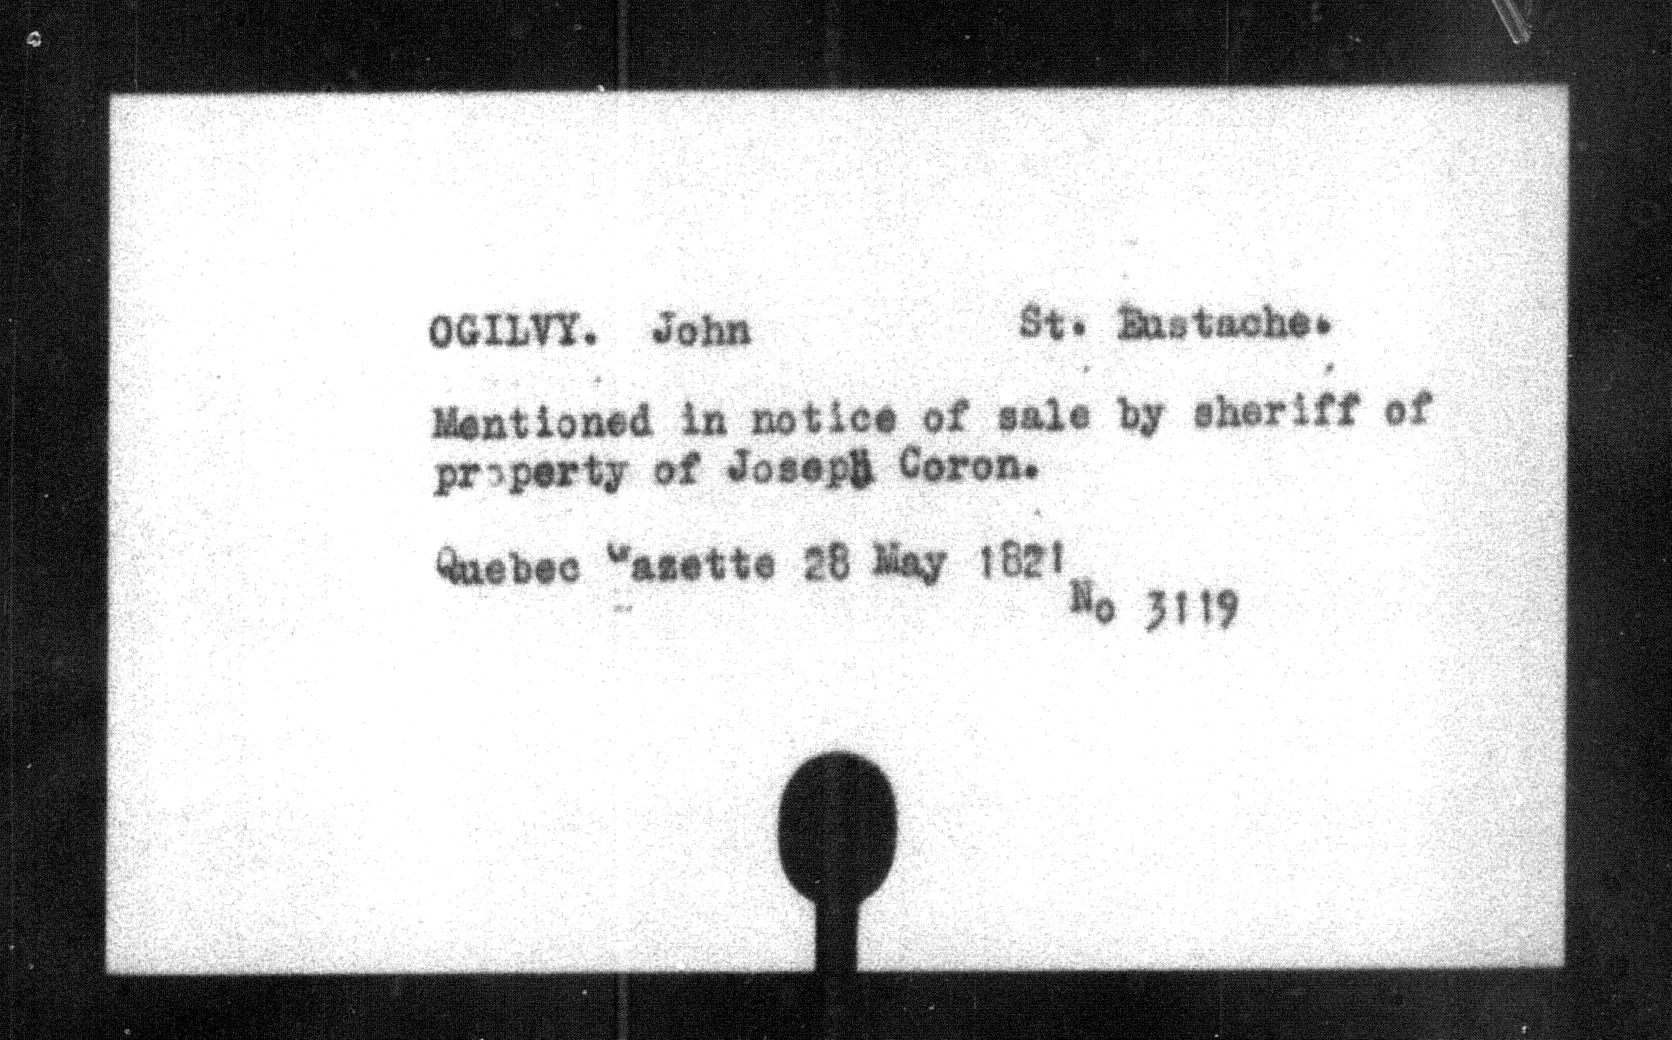 OGILVY. John St. Eustache.
Mentioned in notice of sale by sheriff of
property of Joseph Coron.
Quebec Gazette 28 May 1821
No 3119